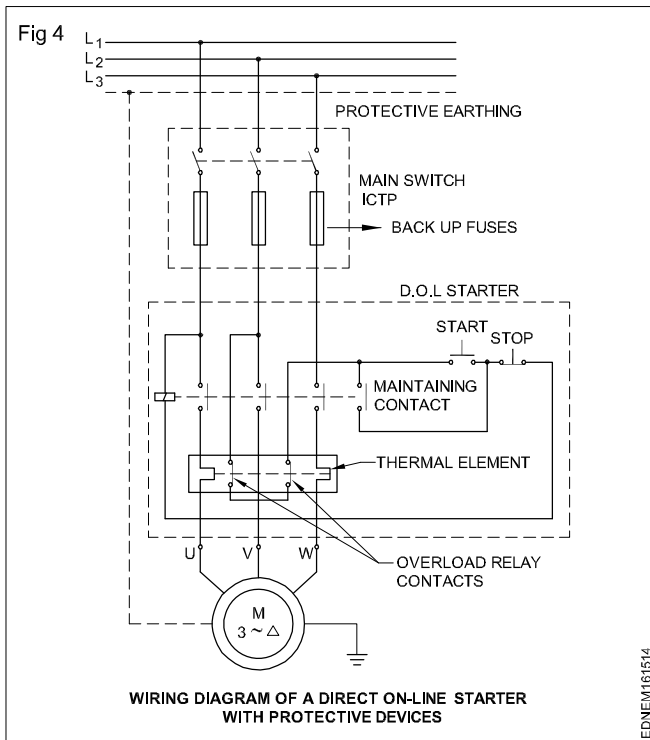 Fig 4
L1
L2
L3
PROTECTIVE EARTHING
MAIN SWITCH
ICTP
BACK UP FUSES
D.O.L STARTER
START
STOP
MAINTAINING
CONTACT
THERMAL ELEMENT
U
V
W
OVERLOAD RELAY
CONTACTS
M
3 ~ △
WIRING DIAGRAM OF A DIRECT ON-LINE STARTER
WITH PROTECTIVE DEVICES
EDNEM161514